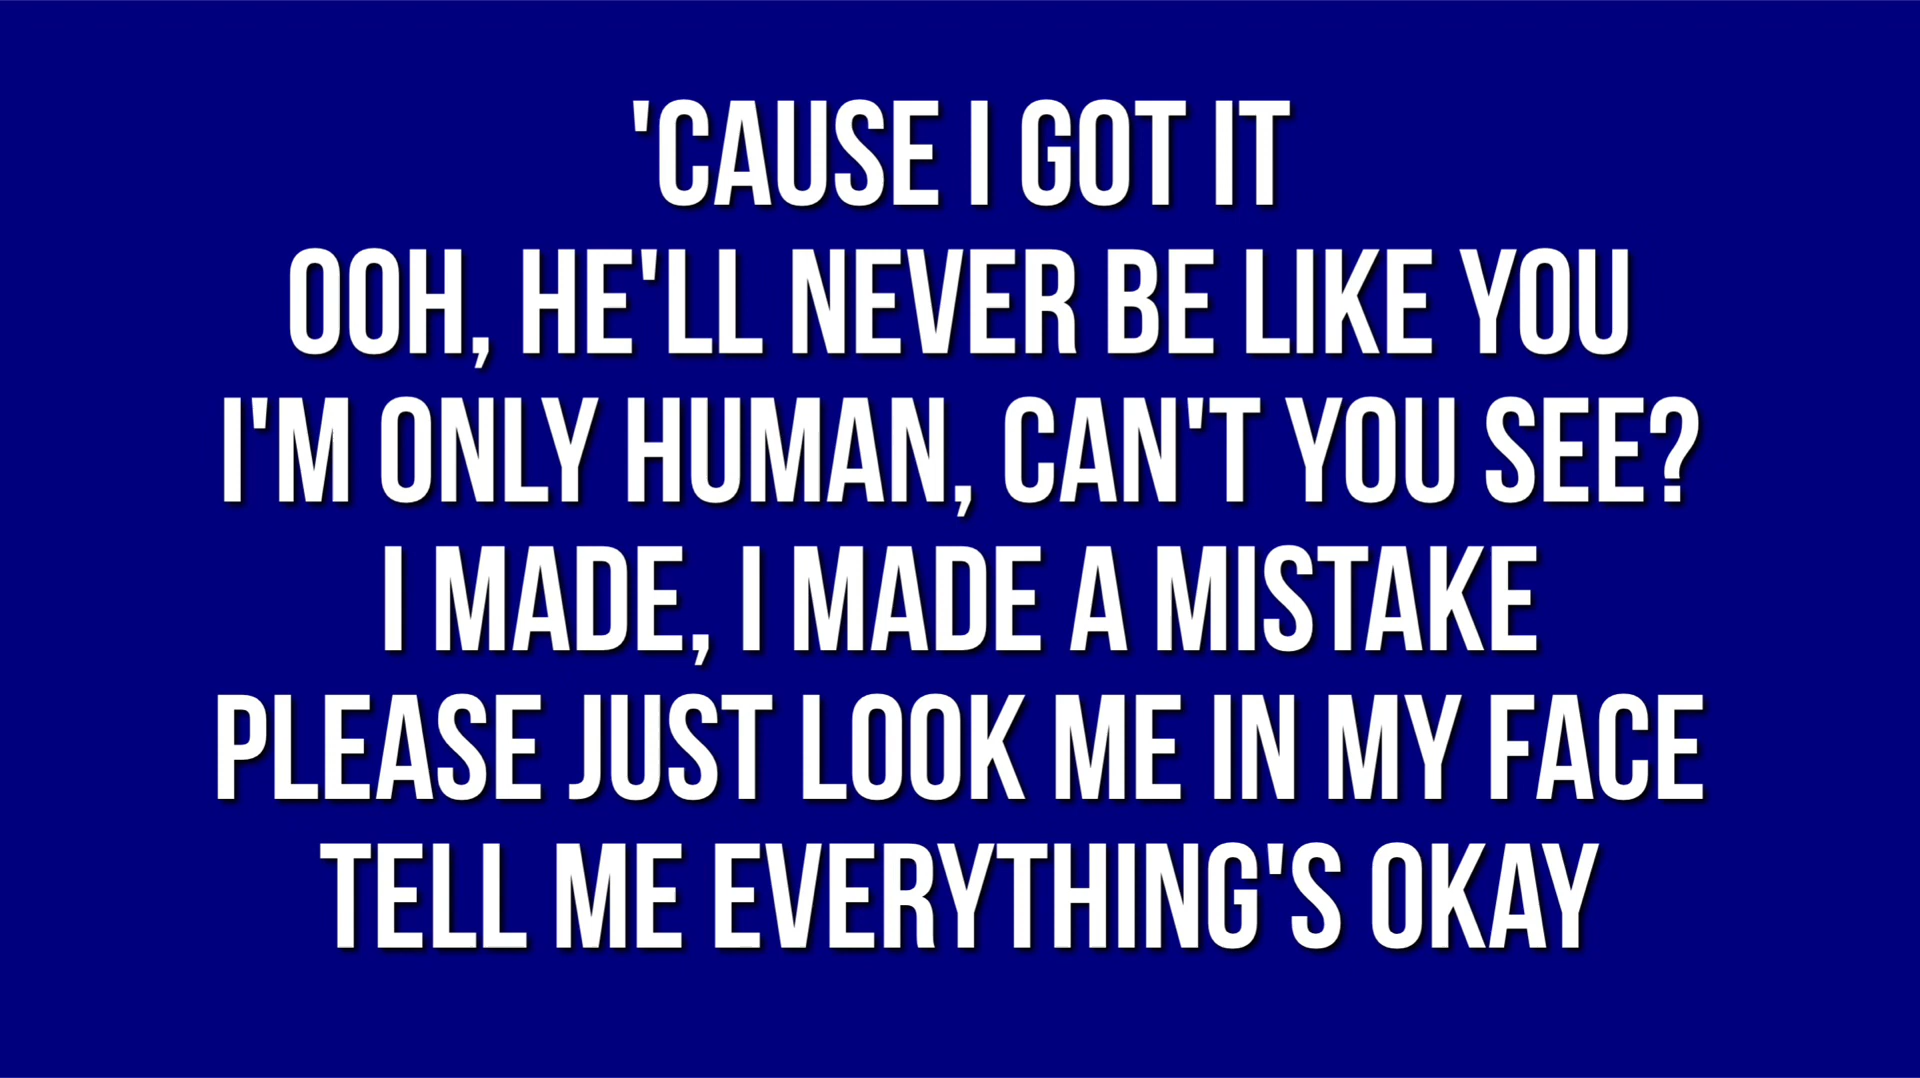 'CAUSE I GOT IT
OOH, HE'LL NEVER BE LIKE YOU
I'M ONLY HUMAN, CAN'T YOU SEE?
I MADE, I MADE A MISTAKE
PLEASE JUST LOOK ME IN MY FACE
TELL ME EVERYTHING'S OKAY